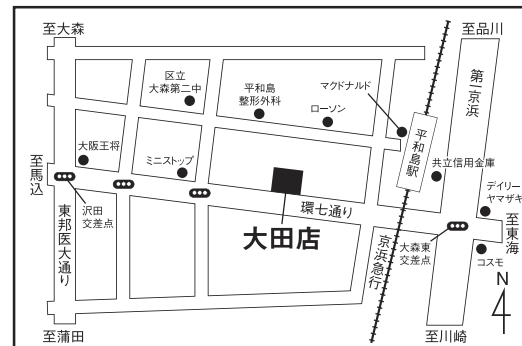 至大森
至品川
区立
大森第二中
平和島
整形外科
マクドナルド
ローソン
第一京浜
大阪王将
ミニストップ
平和島駅
共立信用金庫
至馬込
デイリー
ヤマザキ
沢田
交差点
環七通り
東邦医大通り
大田店
京浜急行
大森東
交差点
至東海
コスモ
N
至蒲田
至川崎